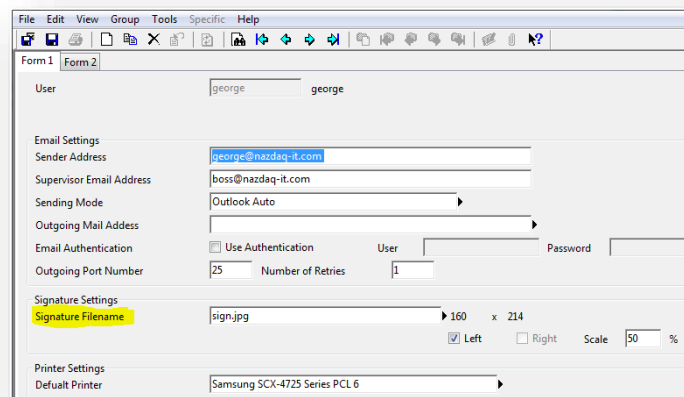 File Edit View Group Tools Specific Help
Form 1 Form 2
User george george
Email Settings
Sender Address george@nazdaq-it.com
Supervisor Email Address boss@nazdaq-it.com
Sending Mode Outlook Auto
Outgoing Mail Addess
Email Authentication Use Authentication User Password
Outgoing Port Number 25 Number of Retries 1
Signature Settings
Signature Filename sign.jpg 160 x 214
Left Right Scale 50 %
Printer Settings
Defualt Printer Samsung SCX-4725 Series PCL 6